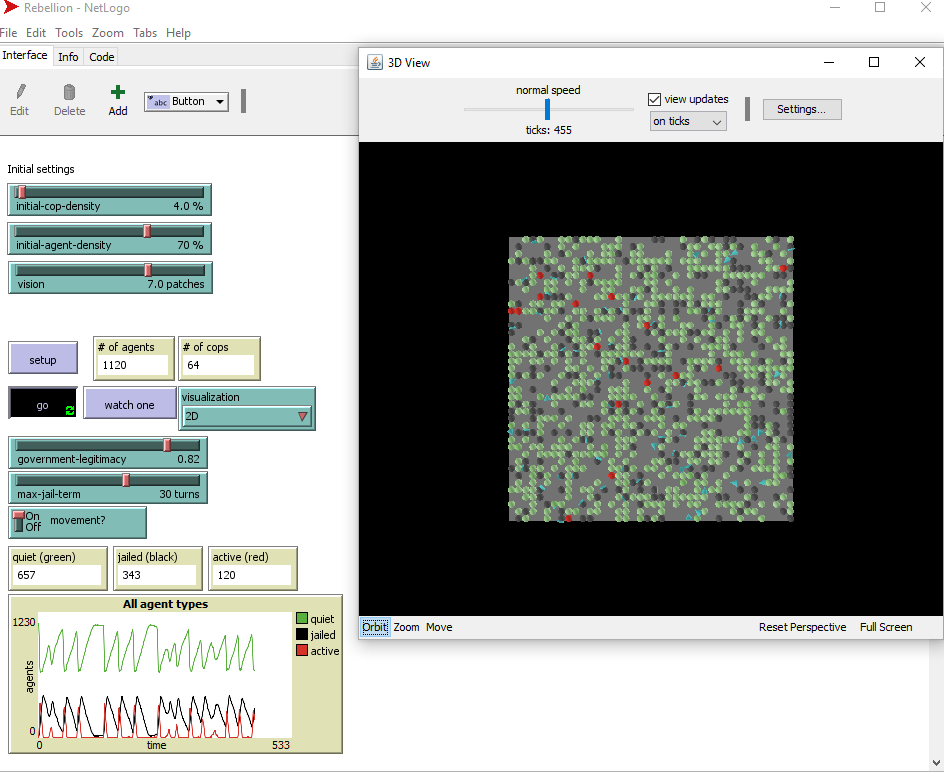 Rebellion - NetLogo
File Edit Tools Zoom Tabs Help
Interface Info Code
Edit Delete Add abc Button
Initial settings
initial-cop-density 4.0 %
initial-agent-density 70 %
vision 7.0 patches
setup
# of agents
1120
# of cops
64
go
watch one
visualization
2D
government-legitimacy 0.82
max-jail-term 30 turns
On
Off
movement?
quiet (green)
657
jailed (black)
343
active (red)
120
All agent types
1230
agents
0
0
time
533
quiet
jailed
active
3D View
normal speed
ticks: 455
view updates
on ticks
Settings...
Orbit Zoom Move
Reset Perspective Full Screen